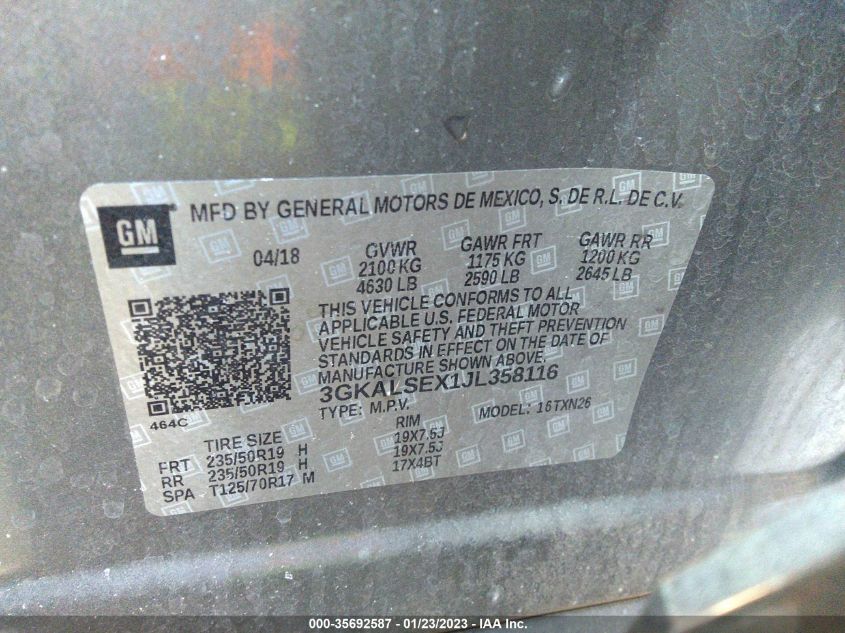 GM
MFD BY GENERAL MOTORS DE MEXICO, S. DE R.L. DE C.V.
04/18
GVWR
2100 KG
4630 LB
GAWR FRT
1175 KG
2590 LB
GAWR RR
1200 KG
2645 LB
THIS VEHICLE CONFORMS TO ALL
APPLICABLE U.S. FEDERAL MOTOR
VEHICLE SAFETY AND THEFT PREVENTION
STANDARDS IN EFFECT ON THE DATE OF
MANUFACTURE SHOWN ABOVE.
3GKALSEX1JL358116
TYPE: M.P.V. MODEL: 16TXN26
464C
TIRE SIZE RIM
FRT 235/50R19 H 19X7.5J
RR 235/50R19 H 19X7.5J
SPA T125/70R17 M 17X4BT
000-35692587 - 01/23/2023 - IAA Inc.